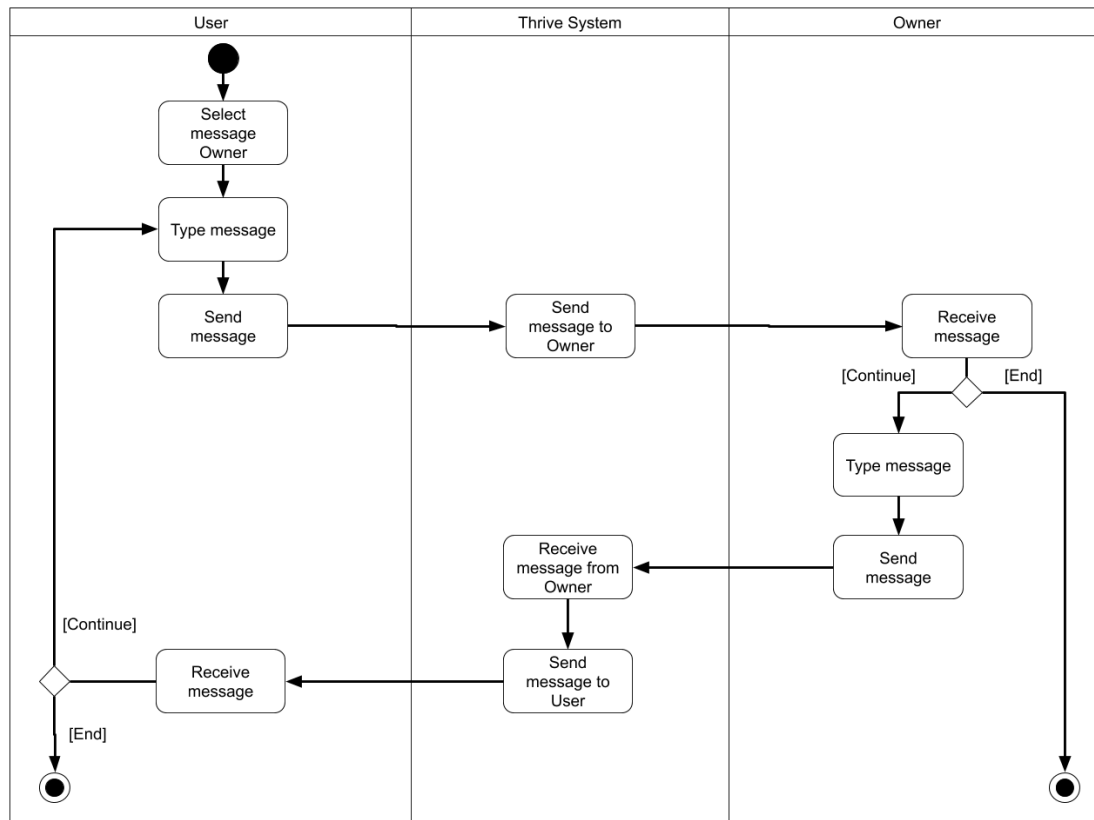 User
Thrive System
Owner
Select
message
Owner
Type message
Send
message
Send
message to
Owner
Receive
message
[Continue]
[End]
Type message
Send
message
Receive
message from
Owner
Send
message to
User
Receive
message
[Continue]
[End]